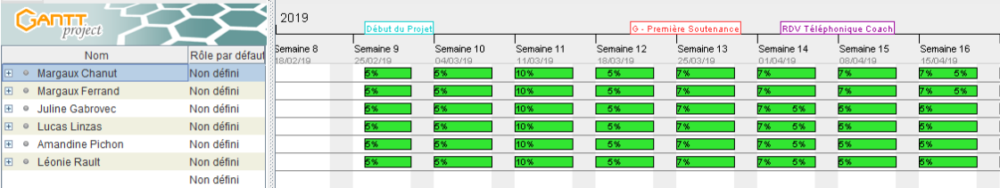 GANTT project
2019
Début du Projet
G - Première Soutenance
RDV Téléphonique Coach
Nom Rôle par défaut
Semaine 8 Semaine 9 Semaine 10 Semaine 11 Semaine 12 Semaine 13 Semaine 14 Semaine 15 Semaine 16
18/02/19 25/02/19 04/03/19 11/03/19 18/03/19 25/03/19 01/04/19 08/04/19 15/04/19
Margaux Chanut Non défini 5% 5% 10% 5% 7% 7% 7% 7% 5%
Margaux Ferrand Non défini 5% 5% 10% 5% 7% 7% 7% 7% 5%
Juline Gabrovec Non défini 5% 5% 10% 5% 7% 7% 5% 5% 5%
Lucas Linzas Non défini 5% 5% 10% 5% 7% 7% 5% 5% 5%
Amandine Pichon Non défini 5% 5% 10% 5% 7% 7% 5% 5% 5%
Léonie Rault Non défini 5% 5% 10% 5% 7% 7% 5% 5% 5%
Non défini